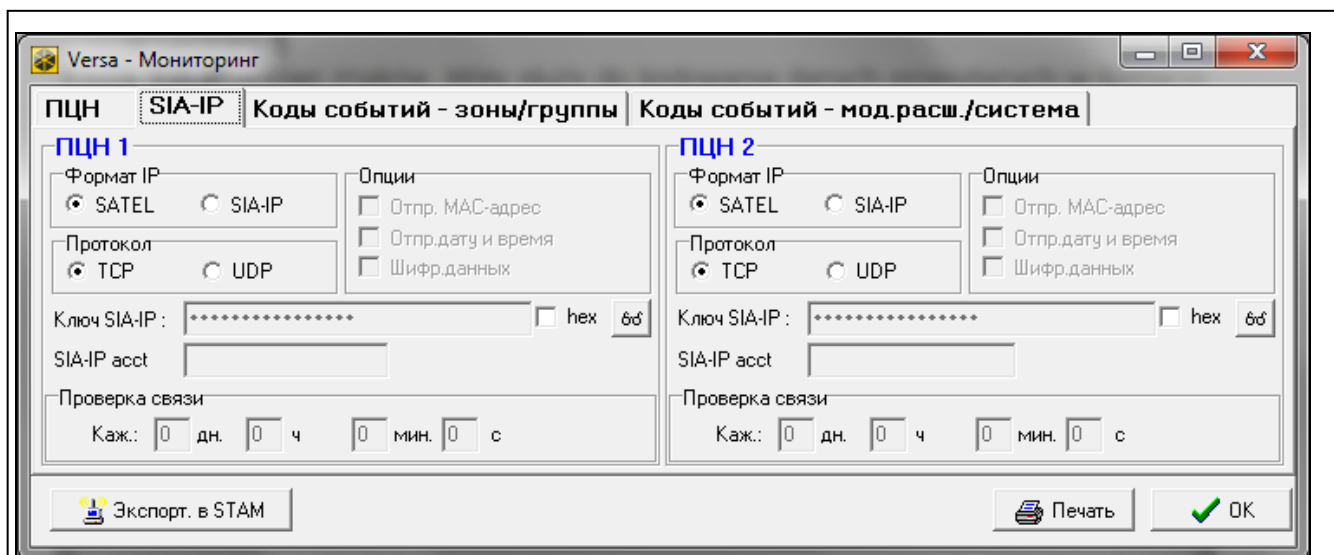 Versa - Мониторинг
ПЦН SIA-IP Коды событий - зоны/группы Коды событий - мод.расш./система
ПЦН 1
Формат IP
SATEL SIA-IP
Протокол
TCP UDP
Опции
Отпр. MAC-адрес
Отпр.дату и время
Шифр.данных
Ключ SIA-IP : **************** hex
SIA-IP acct
Проверка связи
Каж.: 0 дн. 0 ч 0 мин. 0 с
ПЦН 2
Формат IP
SATEL SIA-IP
Протокол
TCP UDP
Опции
Отпр. MAC-адрес
Отпр.дату и время
Шифр.данных
Ключ SIA-IP : **************** hex
SIA-IP acct
Проверка связи
Каж.: 0 дн. 0 ч 0 мин. 0 с
Экспорт. в STAM Печать OK